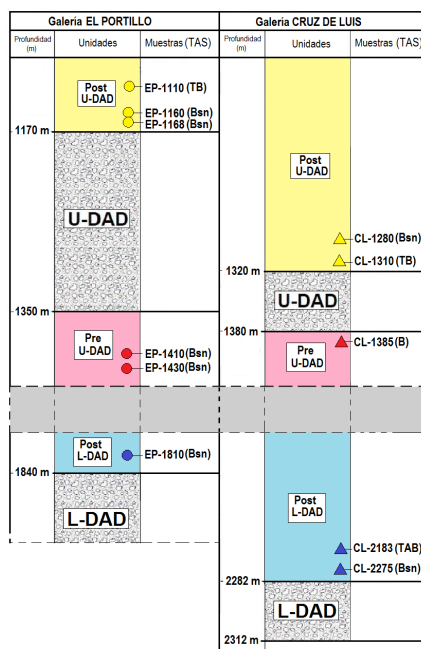 Galeria EL PORTILLO
Profundidad
(m)
Unidades
Muestras (TAS)
Post
U-DAD
EP-1110 (TB)
EP-1160 (Bsn)
EP-1168 (Bsn)
1170 m
U-DAD
1350 m
Pre
U-DAD
EP-1410 (Bsn)
EP-1430 (Bsn)
Post
L-DAD
EP-1810 (Bsn)
1840 m
L-DAD
Galeria CRUZ DE LUIS
Profundidad
(m)
Unidades
Muestras (TAS)
Post
U-DAD
CL-1280 (Bsn)
CL-1310 (TB)
1320 m
U-DAD
1380 m
Pre
U-DAD
CL-1385 (B)
Post
L-DAD
CL-2183 (TAB)
CL-2275 (Bsn)
2282 m
L-DAD
2312 m